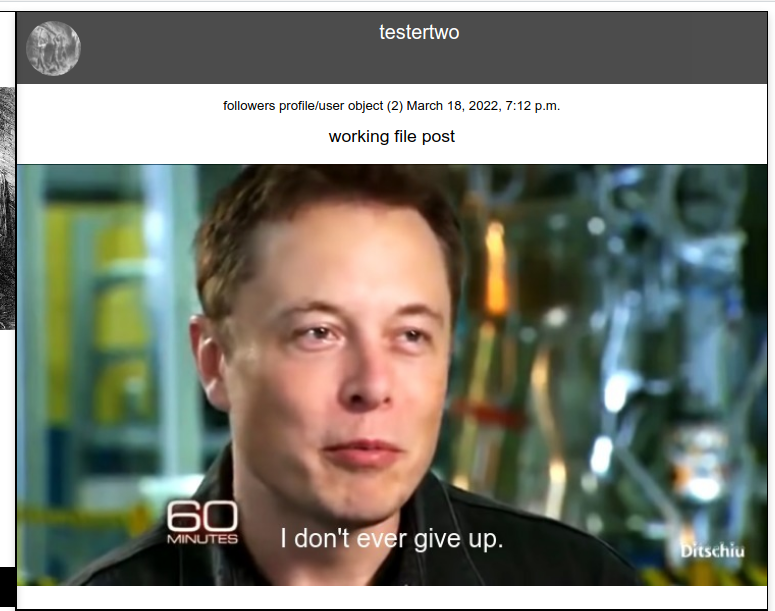 testertwo
followers profile/user object (2) March 18, 2022, 7:12 p.m.
working file post
60
MINUTES
I don't ever give up.
Ditschiu